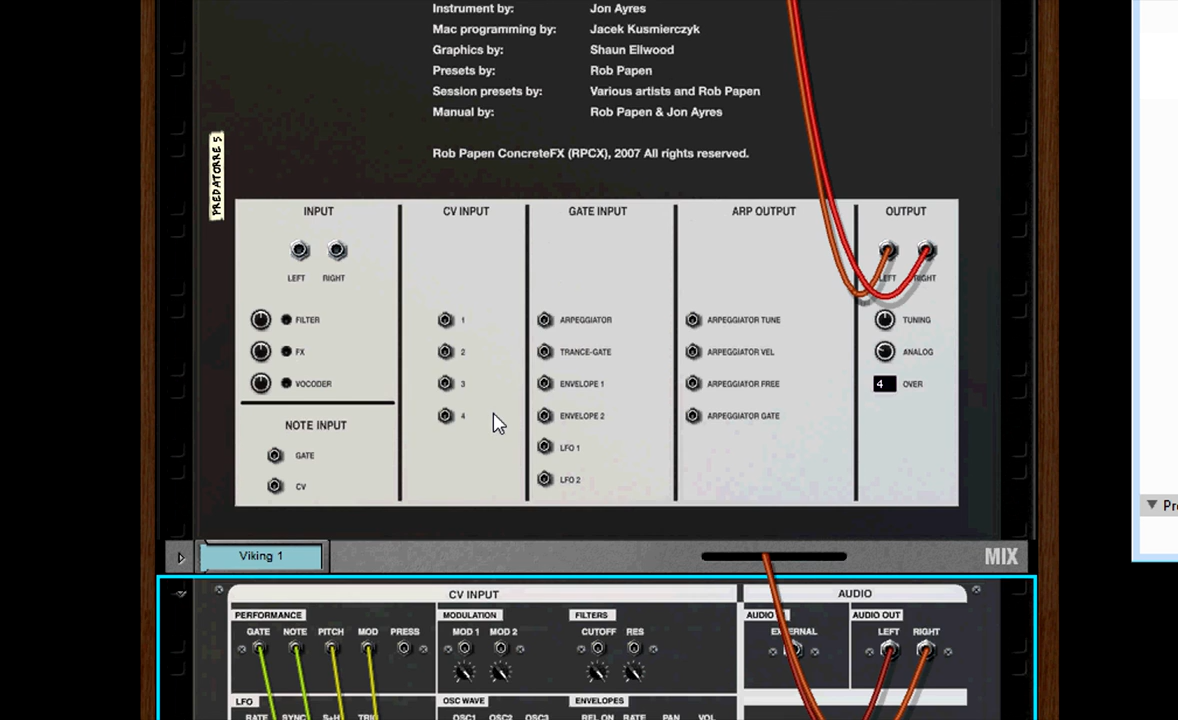 Instrument by: Jon Ayres
Mac programming by: Jacek Kusmierczyk
Graphics by: Shaun Ellwood
Presets by: Rob Papen
Session presets by: Various artists and Rob Papen
Manual by: Rob Papen & Jon Ayres
Rob Papen ConcreteFX (RPCX), 2007 All rights reserved.
PREDATORRE 5
INPUT CV INPUT GATE INPUT ARP OUTPUT OUTPUT
LEFT RIGHT LEFT RIGHT
FILTER 1 ARPEGGIATOR ARPEGGIATOR TUNE TUNING
FX 2 TRANCE-GATE ARPEGGIATOR VEL ANALOG
VOCODER 3 ENVELOPE 1 ARPEGGIATOR FREE 4 OVER
4 ENVELOPE 2 ARPEGGIATOR GATE
NOTE INPUT
LFO 1
GATE
LFO 2
CV
Viking 1 MIX
CV INPUT AUDIO
PERFORMANCE MODULATION FILTERS AUDIO AUDIO OUT
GATE NOTE PITCH MOD PRESS MOD 1 MOD 2 CUTOFF RES EXTERNAL LEFT RIGHT
LFO OSC WAVE ENVELOPES
RATE SYNC S+H TRIG OSC1 OSC2 OSC3 REL ON RATE PAN VOL